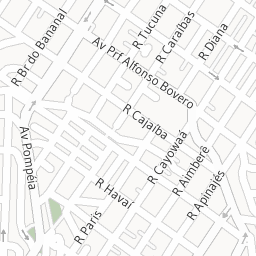 R Tucuna
R Caraíbas
R Diana
R Br do Bananal
Av Prf Alfonso Bovero
R Cajaíba
Av Pompéia
R Cayowaá
R Aimberê
R Apinajés
R Havaí
R Paris